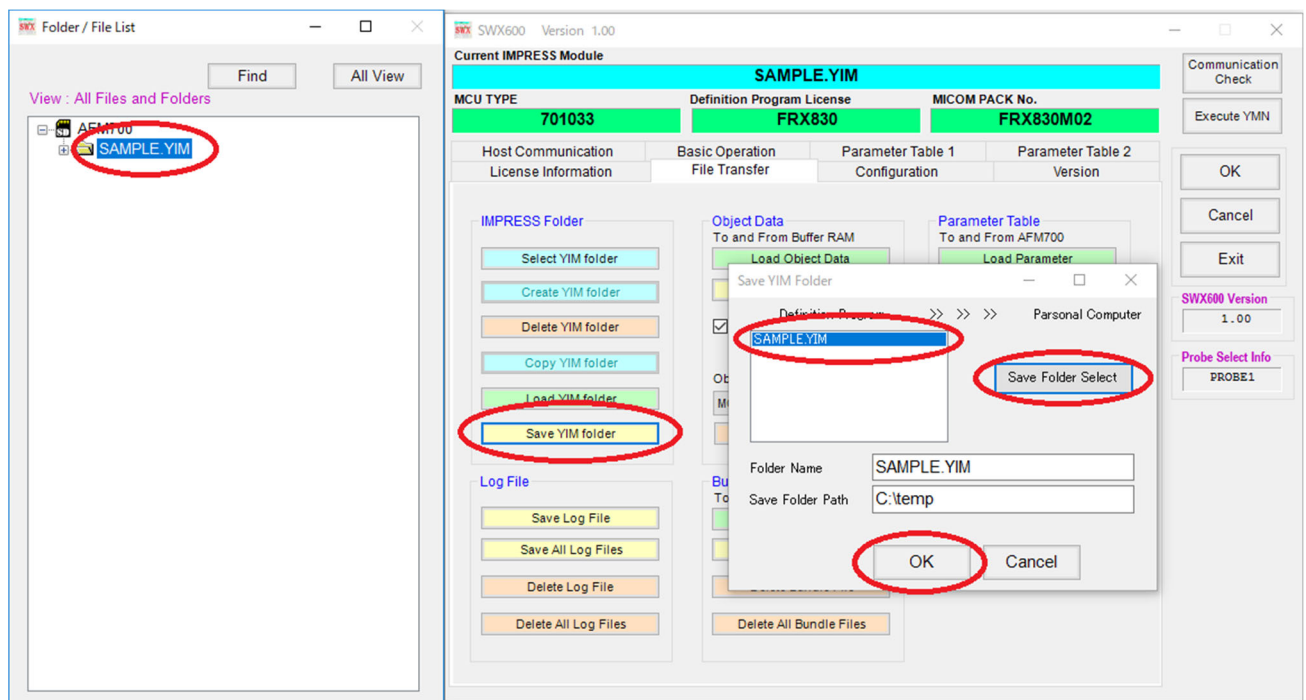 Folder / File List
Find
All View
View : All Files and Folders
AFM700
SAMPLE.YIM
SWX600 Version 1.00
Current IMPRESS Module
SAMPLE.YIM
MCU TYPE
Definition Program License
MICOM PACK No.
701033
FRX830
FRX830M02
Host Communication
Basic Operation
Parameter Table 1
Parameter Table 2
License Information
File Transfer
Configuration
Version
IMPRESS Folder
Select YIM folder
Create YIM folder
Delete YIM folder
Copy YIM folder
Load YIM folder
Save YIM folder
Log File
Save Log File
Save All Log Files
Delete Log File
Delete All Log Files
Object Data
To and From Buffer RAM
Load Object Data
Parameter Table
To and From AFM700
Load Parameter
Save YIM Folder
Definition Program >> >> >> Parsonal Computer
SAMPLE.YIM
Save Folder Select
Folder Name
SAMPLE.YIM
Save Folder Path
C:\temp
OK
Cancel
Delete All Bundle Files
Communication
Check
Execute YMN
OK
Cancel
Exit
SWX600 Version
1.00
Probe Select Info
PROBE1